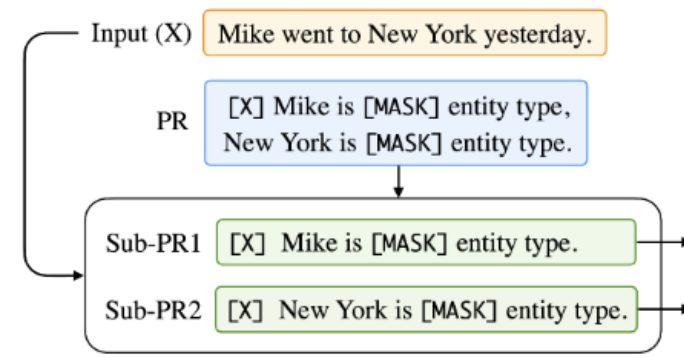 Input (X) Mike went to New York yesterday.
PR
[X] Mike is [MASK] entity type,
New York is [MASK] entity type.
Sub-PR1 [X] Mike is [MASK] entity type.
Sub-PR2 [X] New York is [MASK] entity type.